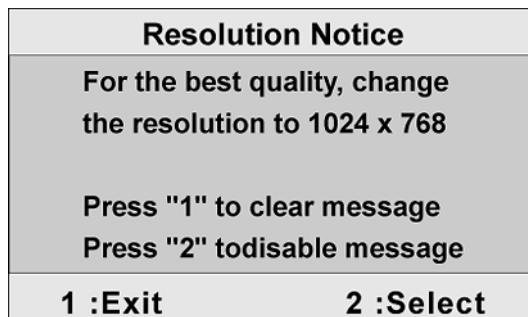 Resolution Notice
For the best quality, change
the resolution to 1024 x 768
Press "1" to clear message
Press "2" todisable message
1 :Exit 2 :Select